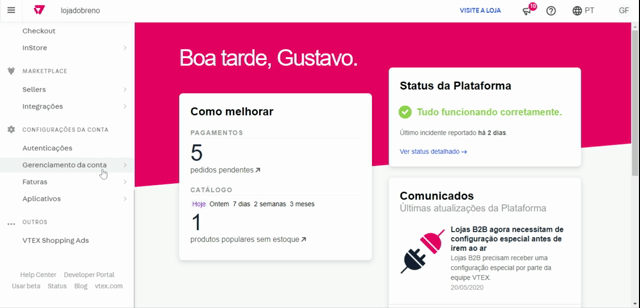 lojadobreno
VISITE A LOJA
10
PT
GF
Checkout
InStore
MARKETPLACE
Sellers
Integrações
CONFIGURAÇÕES DA CONTA
Autenticações
Gerenciamento da conta
Faturas
Aplicativos
OUTROS
VTEX Shopping Ads
Help Center Developer Portal
Usar beta Status Blog vtex.com
Boa tarde, Gustavo.
Como melhorar
PAGAMENTOS
5
pedidos pendentes
CATÁLOGO
Hoje Ontem 7 dias 2 semanas 3 meses
1
produtos populares sem estoque
Status da Plataforma
Tudo funcionando corretamente.
Último incidente reportado há 2 dias.
Ver status detalhado
Comunicados
Últimas atualizações da Plataforma
Lojas B2B agora necessitam de
configuração especial antes de
irem ao ar
Lojas B2B precisam receber uma
configuração especial por parte da
equipe VTEX.
20/05/2020